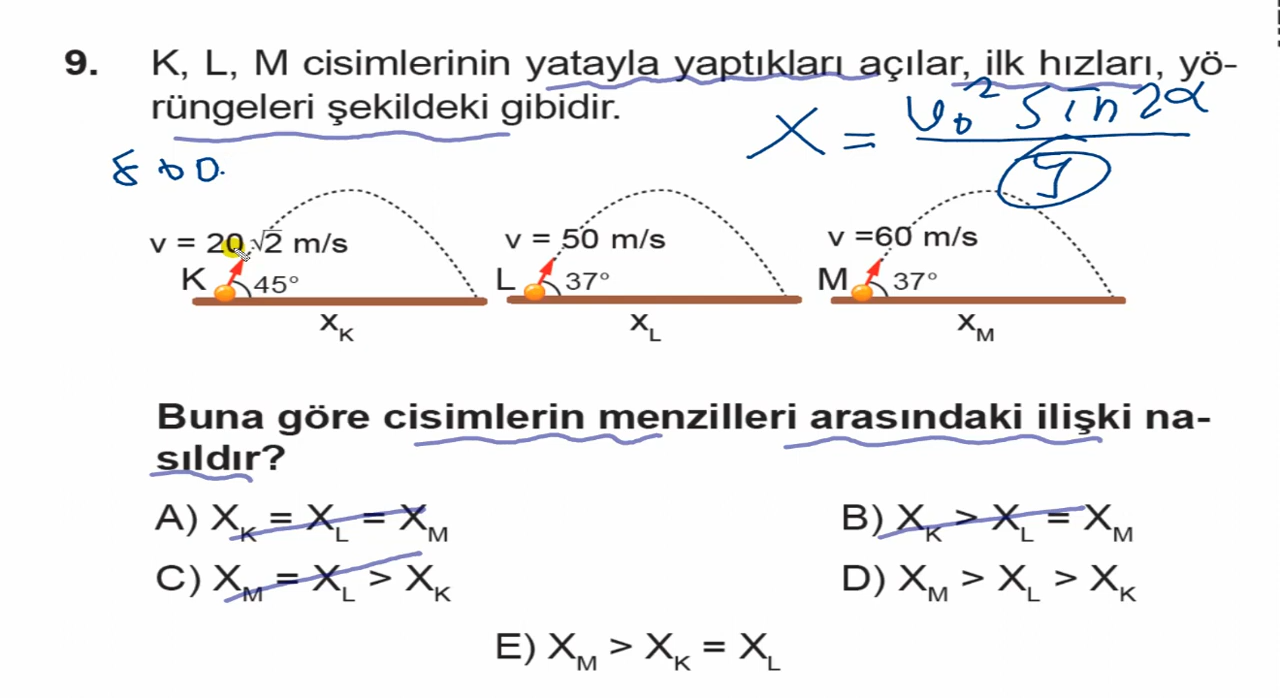 9. K, L, M cisimlerinin yatayla yaptıkları açılar, ilk hızları, yö-
rüngeleri şekildeki gibidir.
X = v₀² Sin2α / g
v = 20√2 m/s
K 45°
x_K
v = 50 m/s
L 37°
x_L
v =60 m/s
M 37°
x_M
Buna göre cisimlerin menzilleri arasındaki ilişki na-
sıldır?
A) X_K = X_L = X_M
B) X_K > X_L = X_M
C) X_M = X_L > X_K
D) X_M > X_L > X_K
E) X_M > X_K = X_L